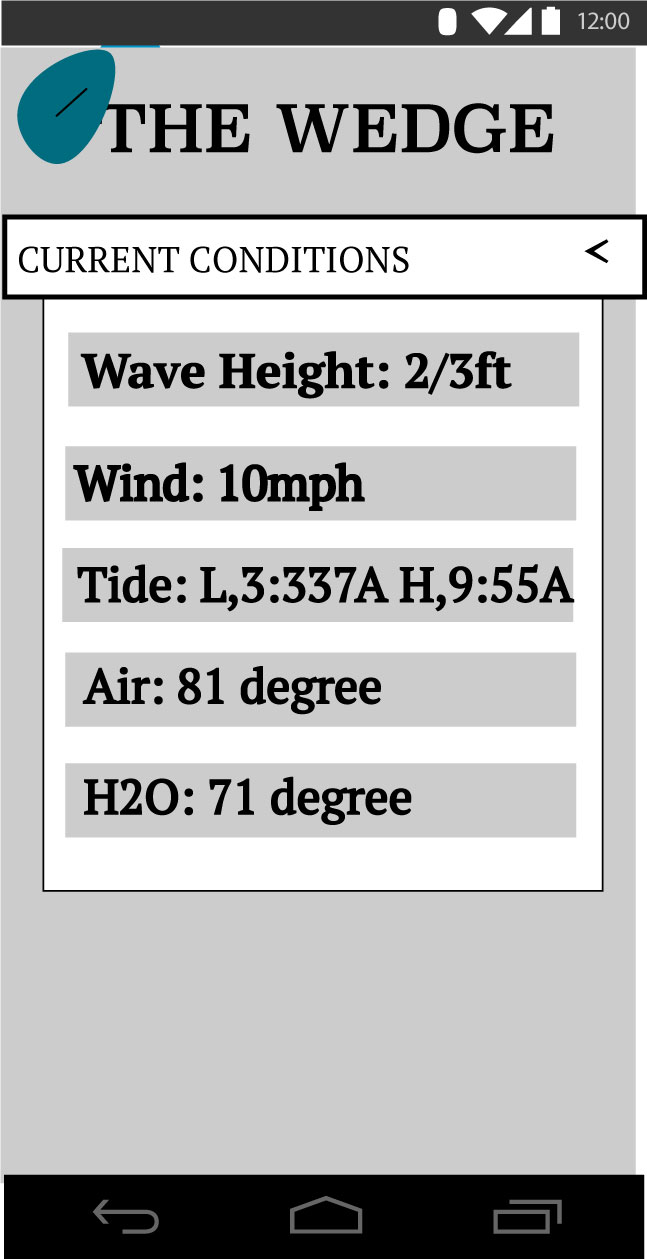 12:00
THE WEDGE
CURRENT CONDITIONS <
Wave Height: 2/3ft
Wind: 10mph
Tide: L,3:337A H,9:55A
Air: 81 degree
H2O: 71 degree